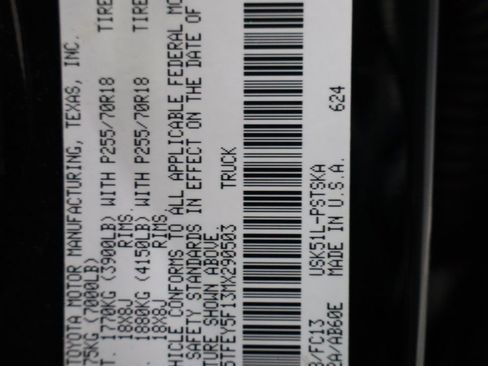 TOYOTA MOTOR MANUFACTURING, TEXAS, INC.
75KG (7000LB)
T. 1770KG (3900LB) WITH P255/70R18 TIRE
18X8J RIMS,
1880KG (4150LB) WITH P255/70R18 TIRE
18X8J RIMS,
HICLE CONFORMS TO ALL APPLICABLE FEDERAL MO
SAFETY STANDARDS IN EFFECT ON THE DATE OF
TURE SHOWN ABOVE.
5TFEY5F13MX290503 TRUCK
/FC13 USK51L-PSTSKA 624
2A/AB60E MADE IN U.S.A.